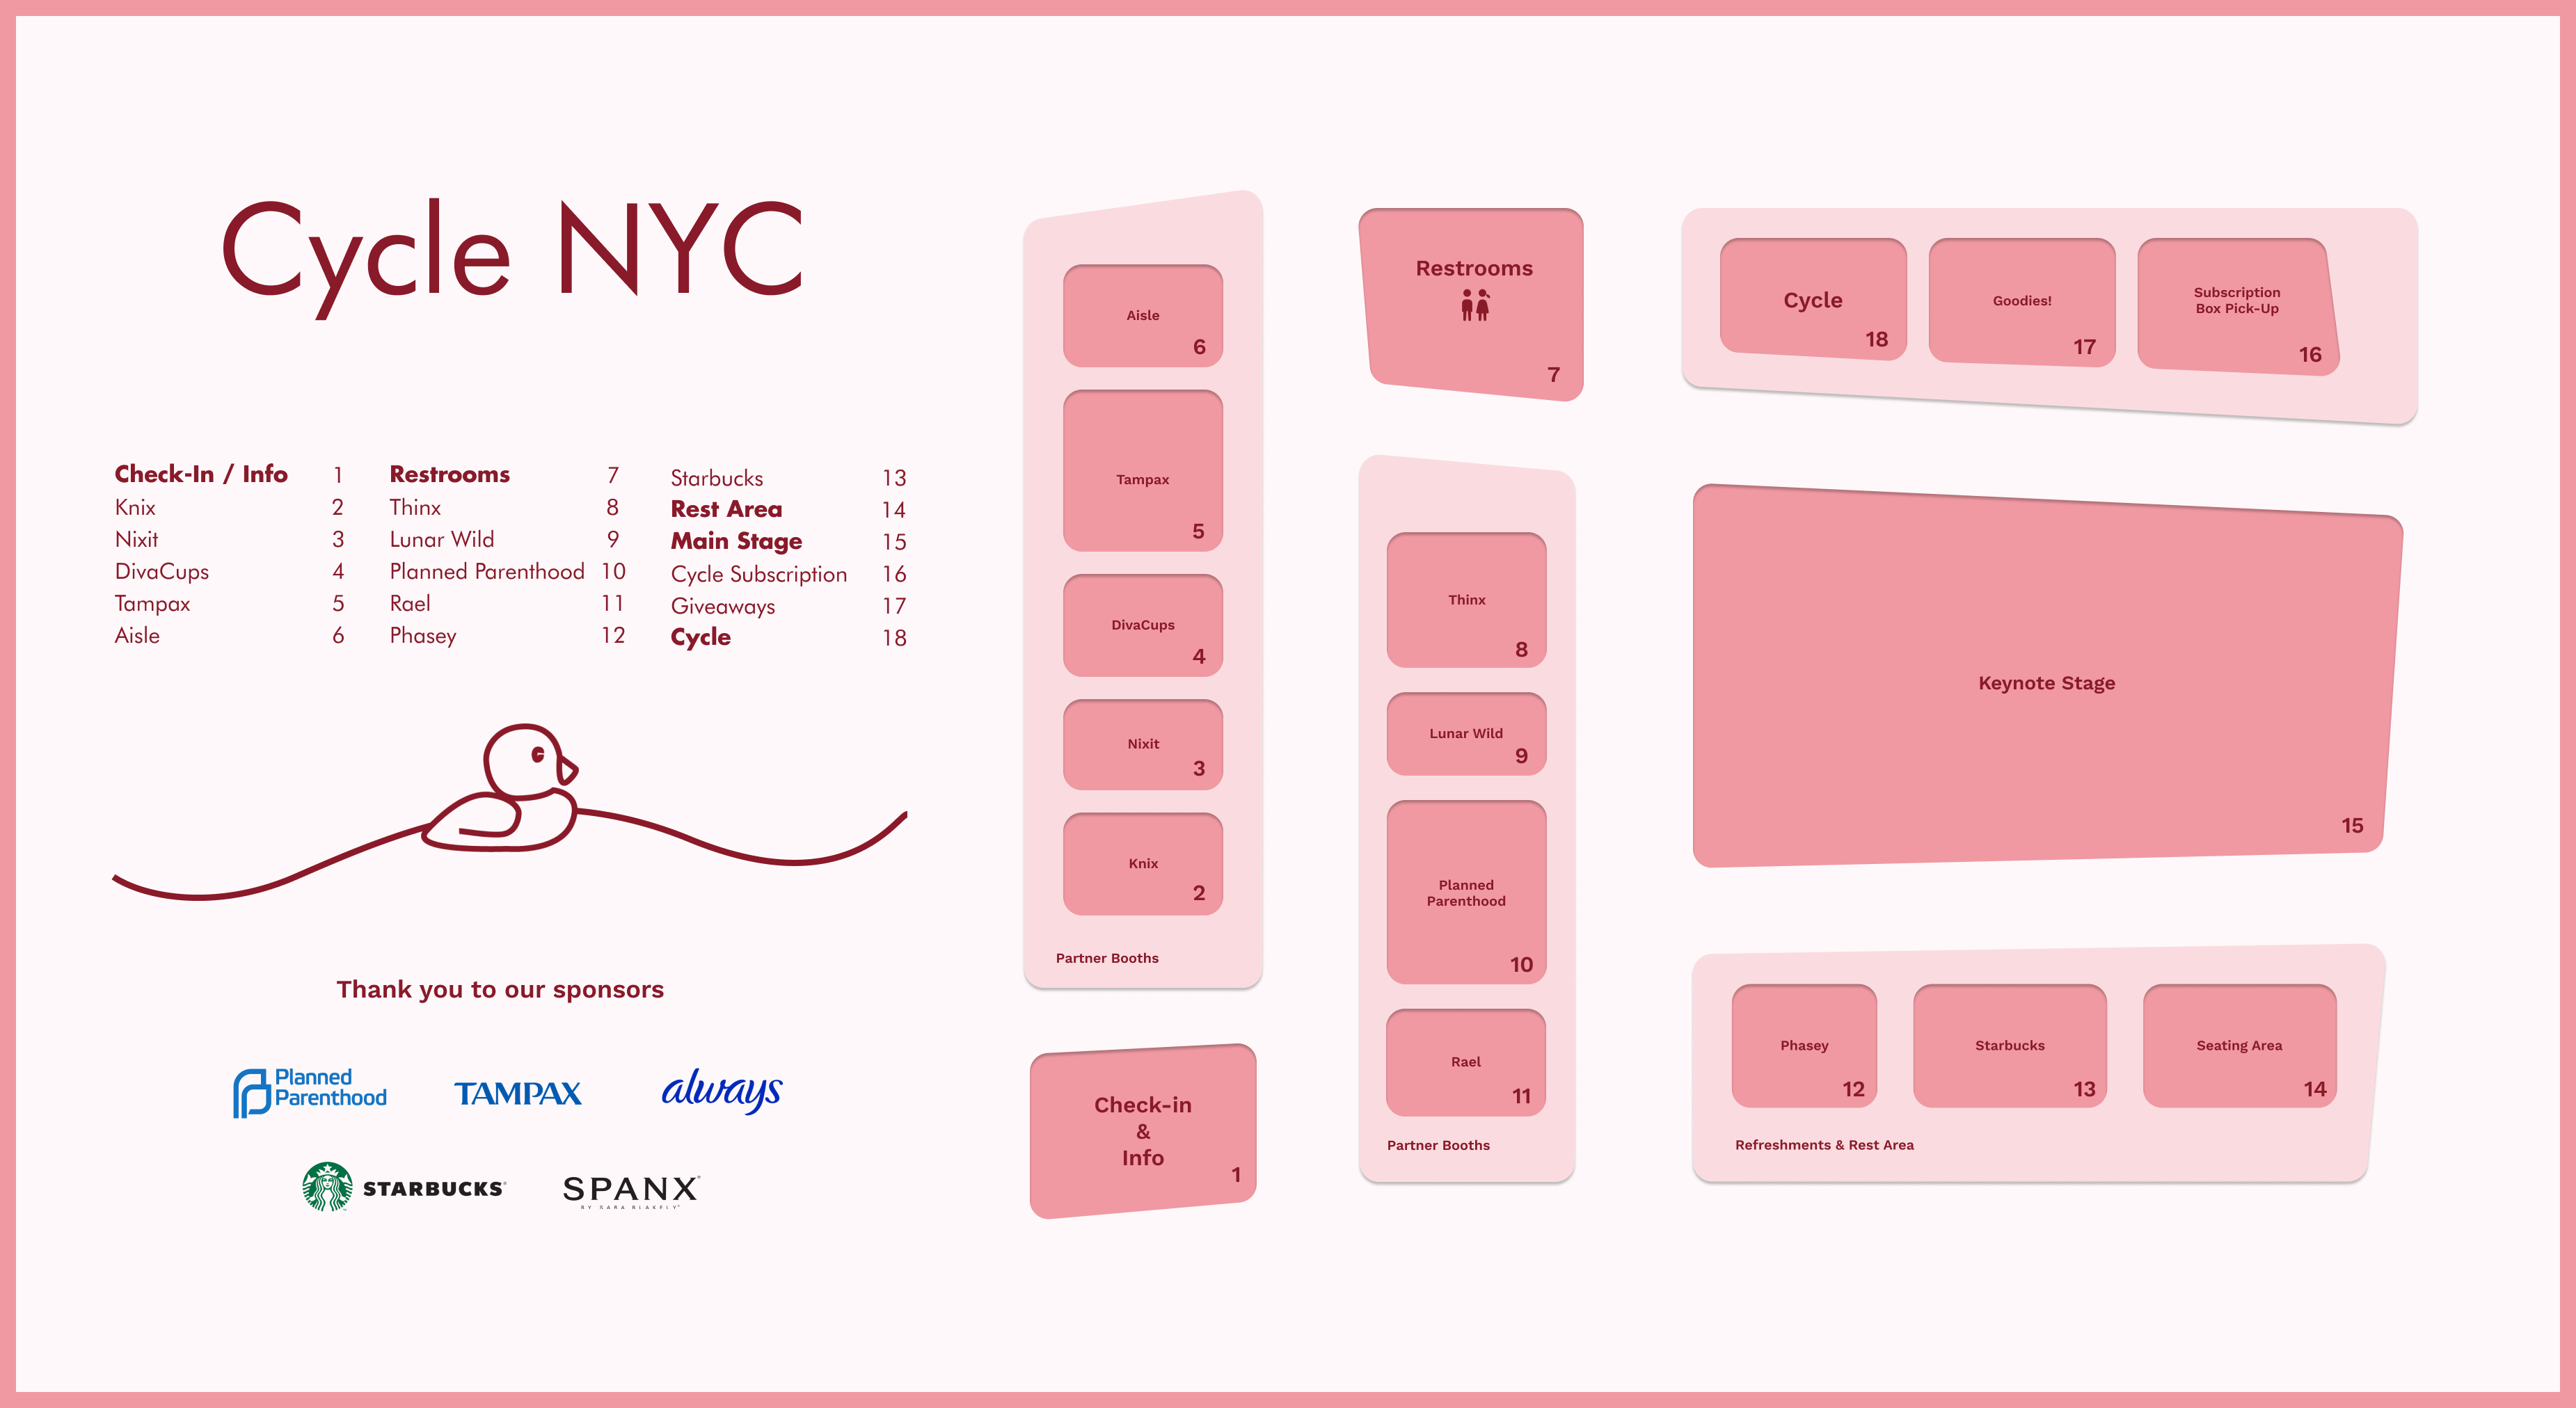 Cycle NYC
Check-In / Info 1
Knix 2
Nixit 3
DivaCups 4
Tampax 5
Aisle 6
Restrooms 7
Thinx 8
Lunar Wild 9
Planned Parenthood 10
Rael 11
Phasey 12
Starbucks 13
Rest Area 14
Main Stage 15
Cycle Subscription 16
Giveaways 17
Cycle 18
Thank you to our sponsors
Planned
Parenthood
TAMPAX
always
STARBUCKS®
SPANX®
BY SARA BLAKELY®
Aisle
6
Tampax
5
DivaCups
4
Nixit
3
Knix
2
Partner Booths
Check-in
&
Info
1
Restrooms
7
Thinx
8
Lunar Wild
9
Planned
Parenthood
10
Rael
11
Partner Booths
Cycle
18
Goodies!
17
Subscription
Box Pick-Up
16
Keynote Stage
15
Phasey
12
Starbucks
13
Seating Area
14
Refreshments & Rest Area